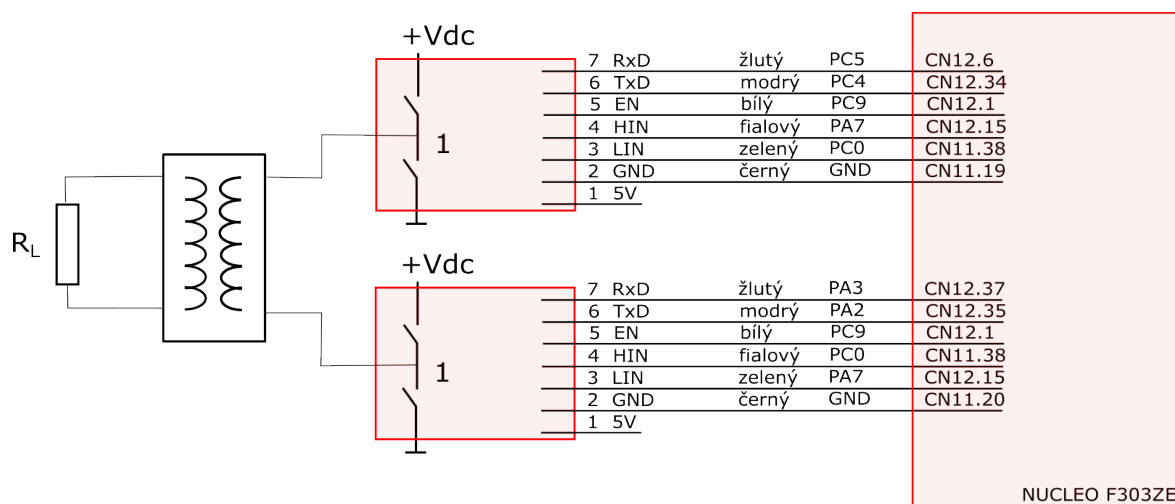 +Vdc
7 RxD žlutý PC5 CN12.6
6 TxD modrý PC4 CN12.34
5 EN bílý PC9 CN12.1
4 HIN fialový PA7 CN12.15
1
3 LIN zelený PC0 CN11.38
2 GND černý GND CN11.19
1 5V
RL
+Vdc
7 RxD žlutý PA3 CN12.37
6 TxD modrý PA2 CN12.35
5 EN bílý PC9 CN12.1
4 HIN fialový PC0 CN11.38
1
3 LIN zelený PA7 CN12.15
2 GND černý GND CN11.20
1 5V
NUCLEO F303ZE